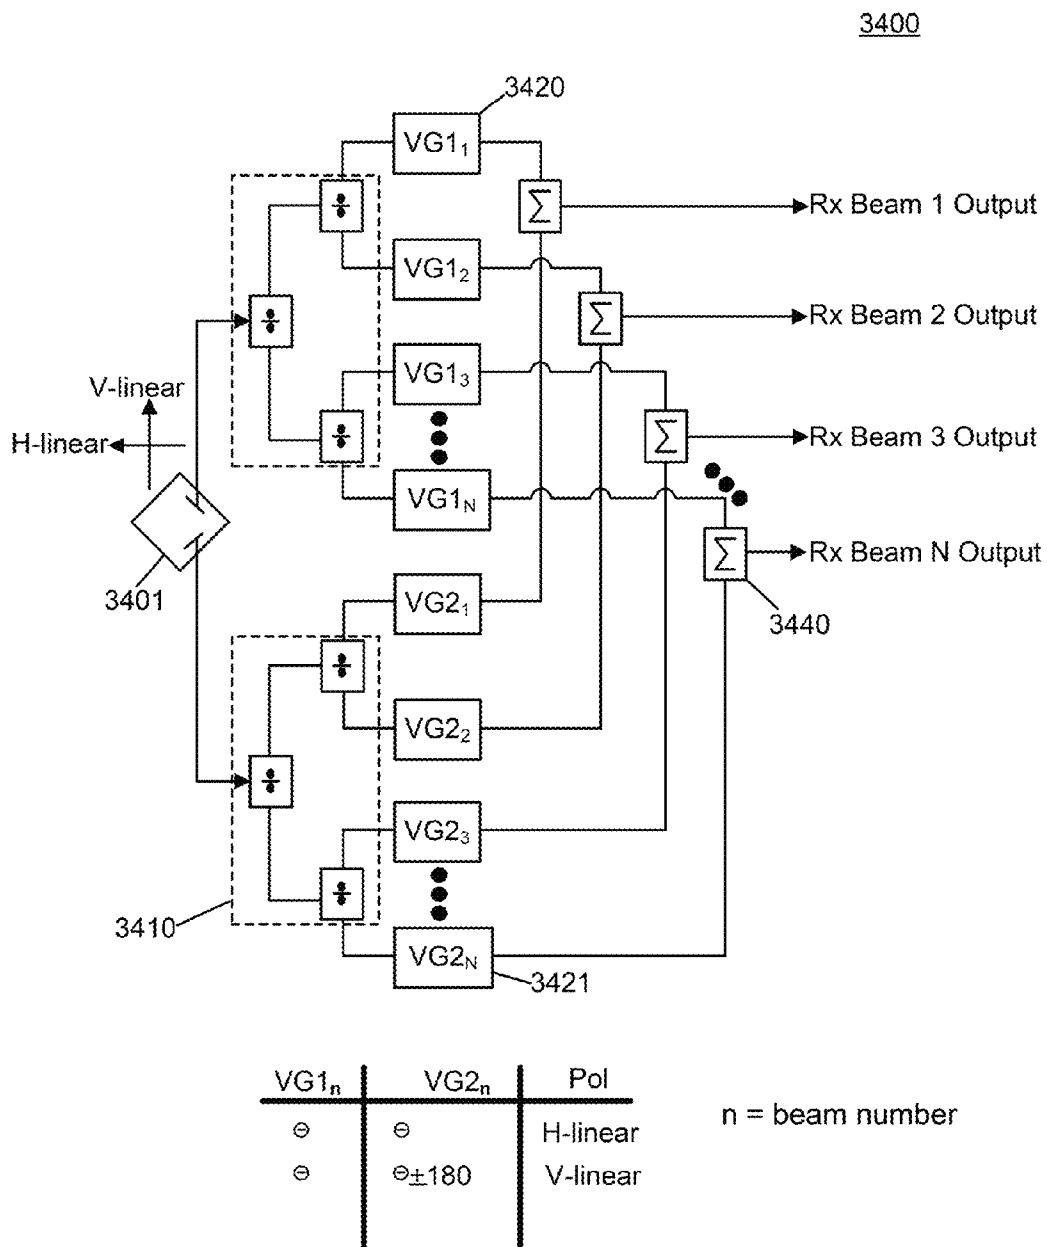 3400
3420
VG1₁
÷
Σ
Rx Beam 1 Output
VG1₂
÷
Σ
Rx Beam 2 Output
V-linear
VG1₃
H-linear
÷
Σ
Rx Beam 3 Output
VG1N
Σ
Rx Beam N Output
3401
VG2₁
3440
÷
VG2₂
÷
VG2₃
÷
3410
VG2N
3421
VG1n VG2n Pol
⊖ ⊖ H-linear
n = beam number
⊖ ⊖±180 V-linear